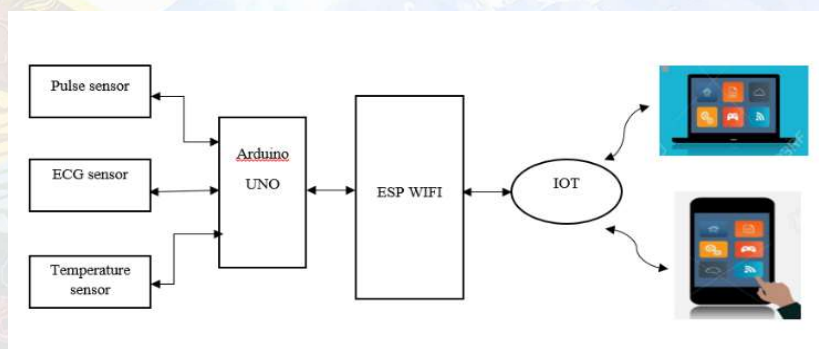 Pulse sensor
ECG sensor
Temperature
sensor
Arduino
UNO
ESP WIFI
IOT